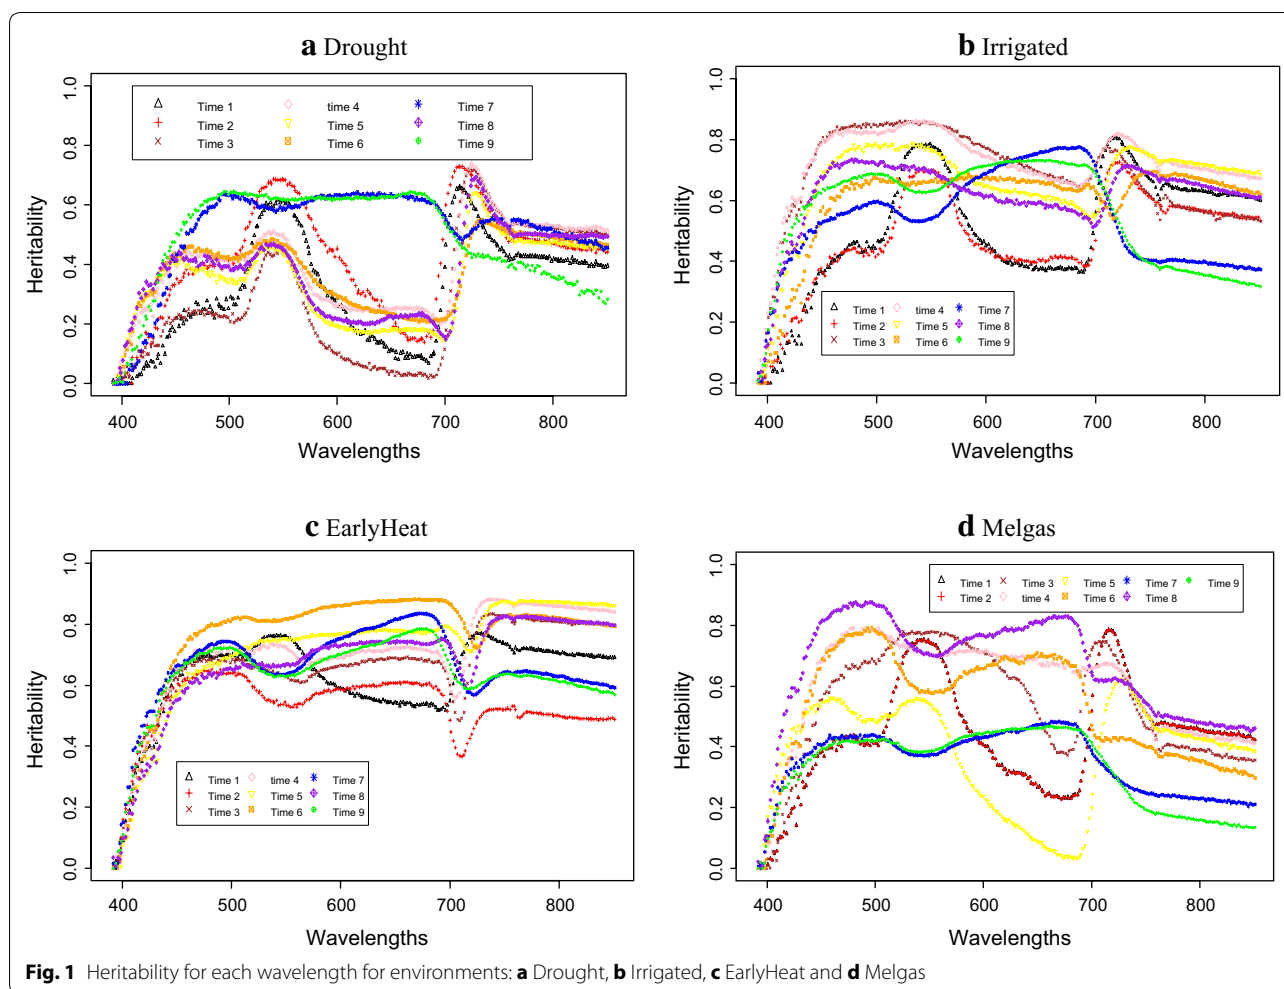 a Drought
1.0
0.8
0.6
0.4
0.2
0.0
Heritability
Time 1 time 4 Time 7
Time 2 Time 5 Time 8
Time 3 Time 6 Time 9
400 500 600 700 800
Wavelengths
b Irrigated
1.0
0.8
0.6
0.4
0.2
0.0
Heritability
Time 1 time 4 Time 7
Time 2 Time 5 Time 8
Time 3 Time 6 Time 9
400 500 600 700 800
Wavelengths
c EarlyHeat
1.0
0.8
0.6
0.4
0.2
0.0
Heritability
Time 1 time 4 Time 7
Time 2 Time 5 Time 8
Time 3 Time 6 Time 9
400 500 600 700 800
Wavelengths
d Melgas
1.0
0.8
0.6
0.4
0.2
0.0
Heritability
Time 1 Time 3 Time 5 Time 7 Time 9
Time 2 time 4 Time 6 Time 8
400 500 600 700 800
Wavelengths
Fig. 1 Heritability for each wavelength for environments: a Drought, b Irrigated, c EarlyHeat and d Melgas